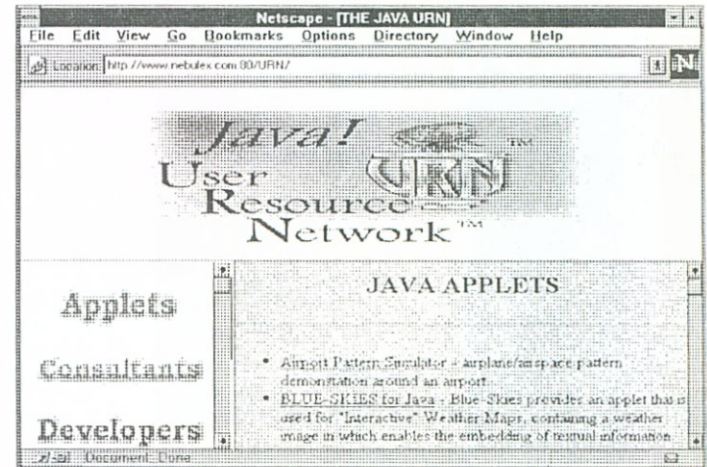 Netscape - [THE JAVA URN]
File Edit View Go Bookmarks Options Directory Window Help
Location: http://www.nebulex.com:80/URN/
N
Java!
URN TM
User
Resource
Network TM
Applets
Consultants
Developers
JAVA APPLETS
• Airport Pattern Simulator - airplane/airspace pattern
demonstation around an airport.
• BLUE-SKIES for Java - Blue-Skies provides an applet that is
used for "Interactive" Weather Maps, containing a weather
image in which enables the embedding of textual information
Document: Done